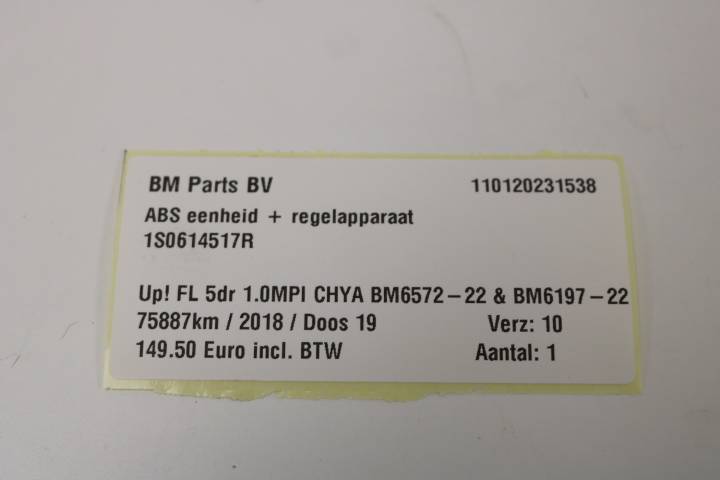 BM Parts BV 110120231538
ABS eenheid + regelapparaat
1S0614517R
Up! FL 5dr 1.0MPI CHYA BM6572-22 & BM6197-22
75887km / 2018 / Doos 19 Verz: 10
149.50 Euro incl. BTW Aantal: 1